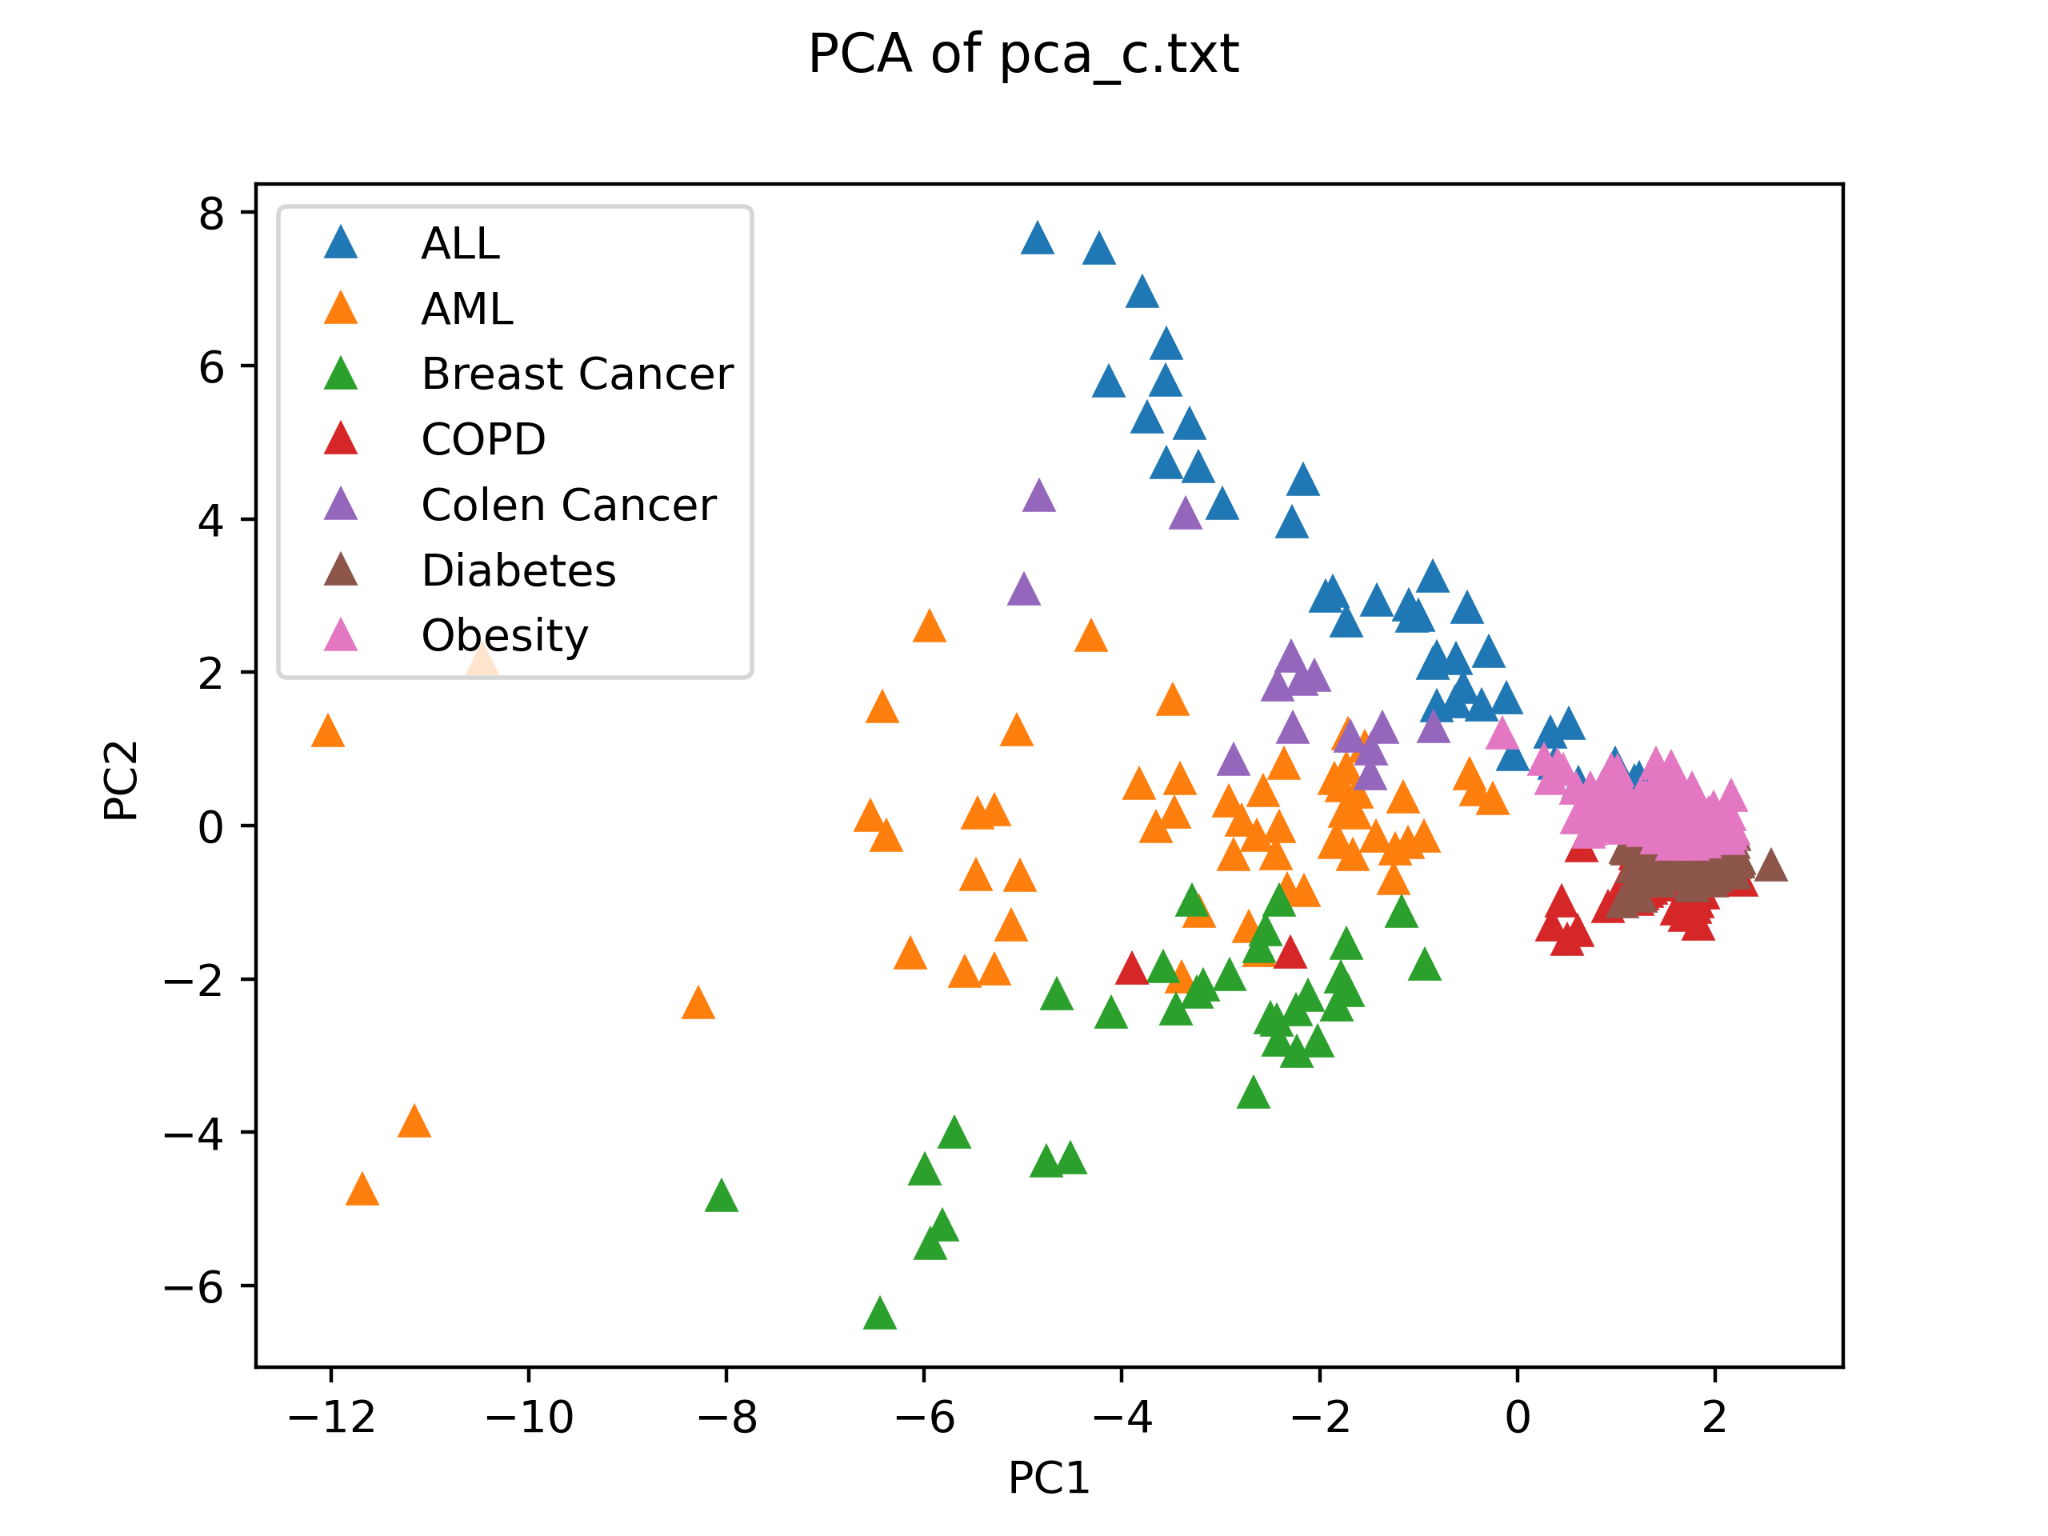 PCA of pca_c.txt
ALL
AML
Breast Cancer
COPD
Colen Cancer
Diabetes
Obesity
8
6
4
2
0
−2
−4
−6
PC2
−12 −10 −8 −6 −4 −2 0 2
PC1